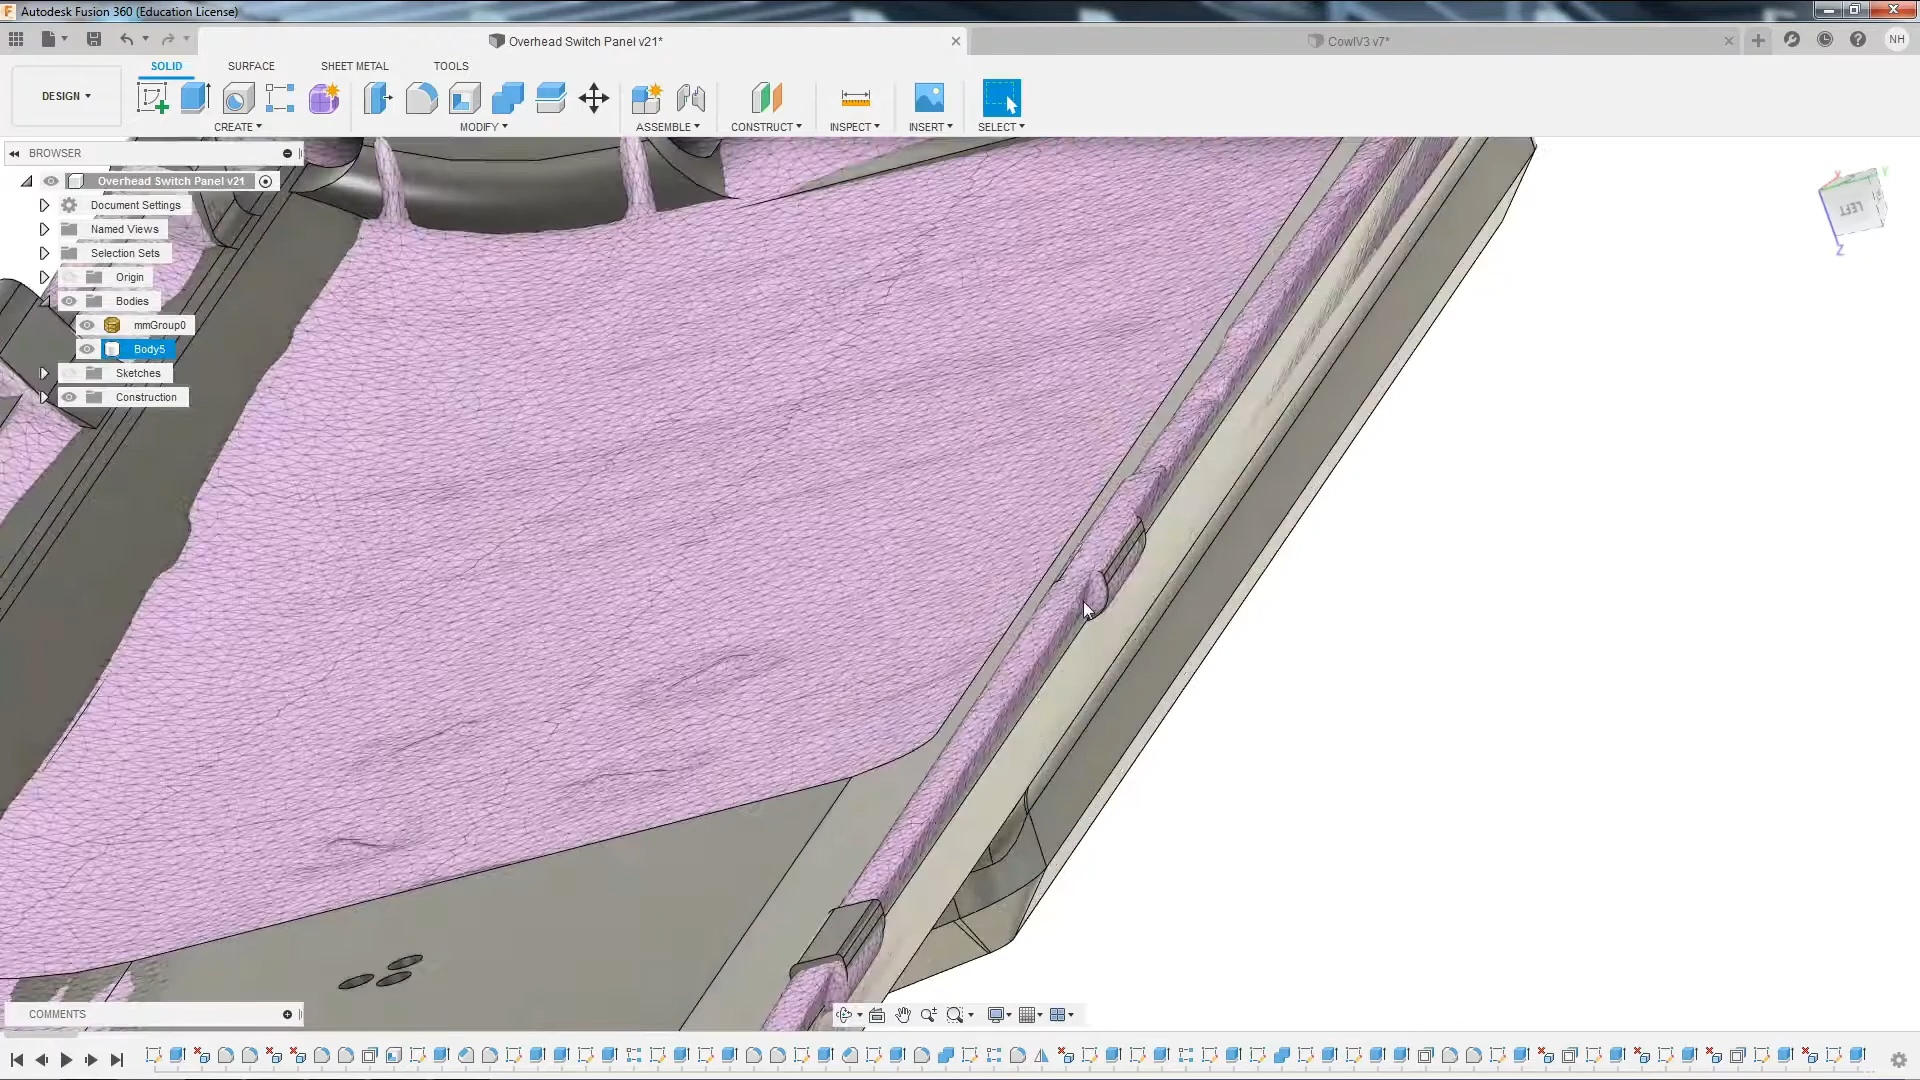 Autodesk Fusion 360 (Education License)
Overhead Switch Panel v21*
CowlV3 v7*
NH
SOLID
SURFACE
SHEET METAL
TOOLS
DESIGN
CREATE
MODIFY
ASSEMBLE
CONSTRUCT
INSPECT
INSERT
SELECT
BROWSER
Overhead Switch Panel v21
Document Settings
Named Views
Selection Sets
Origin
Bodies
mmGroup0
Body5
Sketches
Construction
X
Y
LEFT
Z
COMMENTS